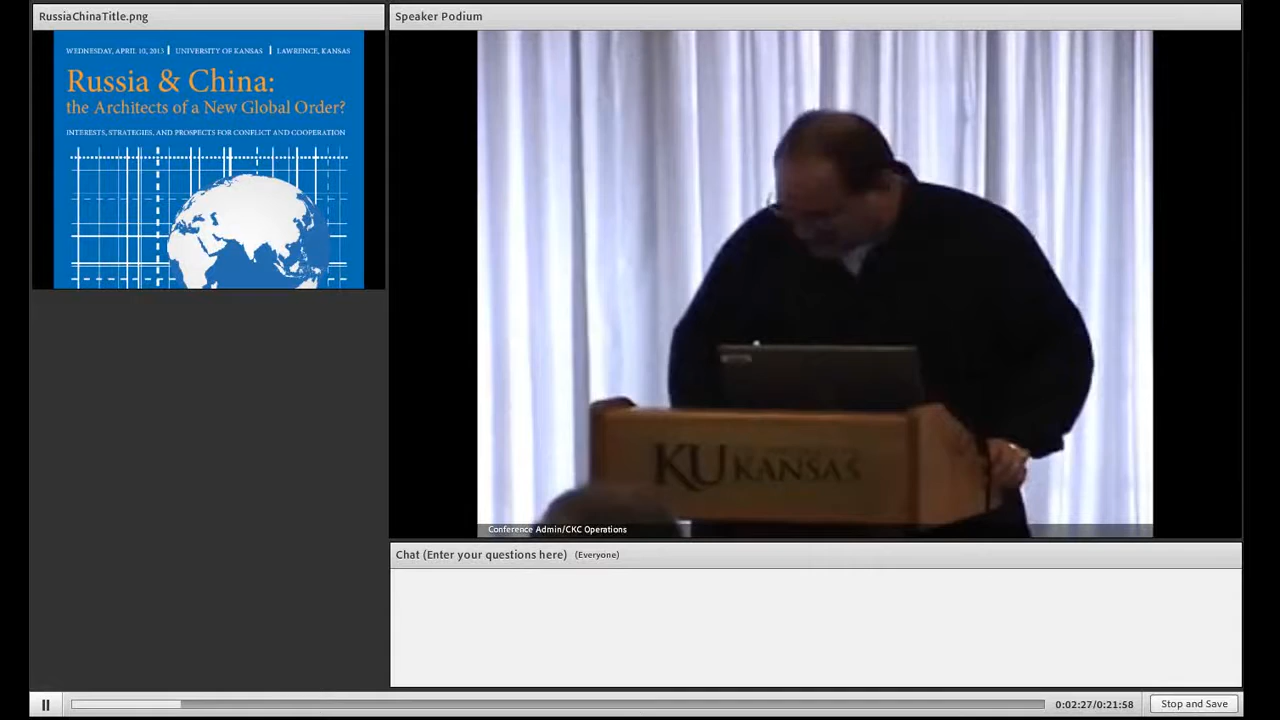 RussiaChinaTitle.png
WEDNESDAY, APRIL 10, 2013 | UNIVERSITY OF KANSAS | LAWRENCE, KANSAS
Russia & China:
the Architects of a New Global Order?
INTERESTS, STRATEGIES, AND PROSPECTS FOR CONFLICT AND COOPERATION
Speaker Podium
KU KANSAS
Conference Admin/CKC Operations
Chat (Enter your questions here) (Everyone)
0:02:27/0:21:58
Stop and Save